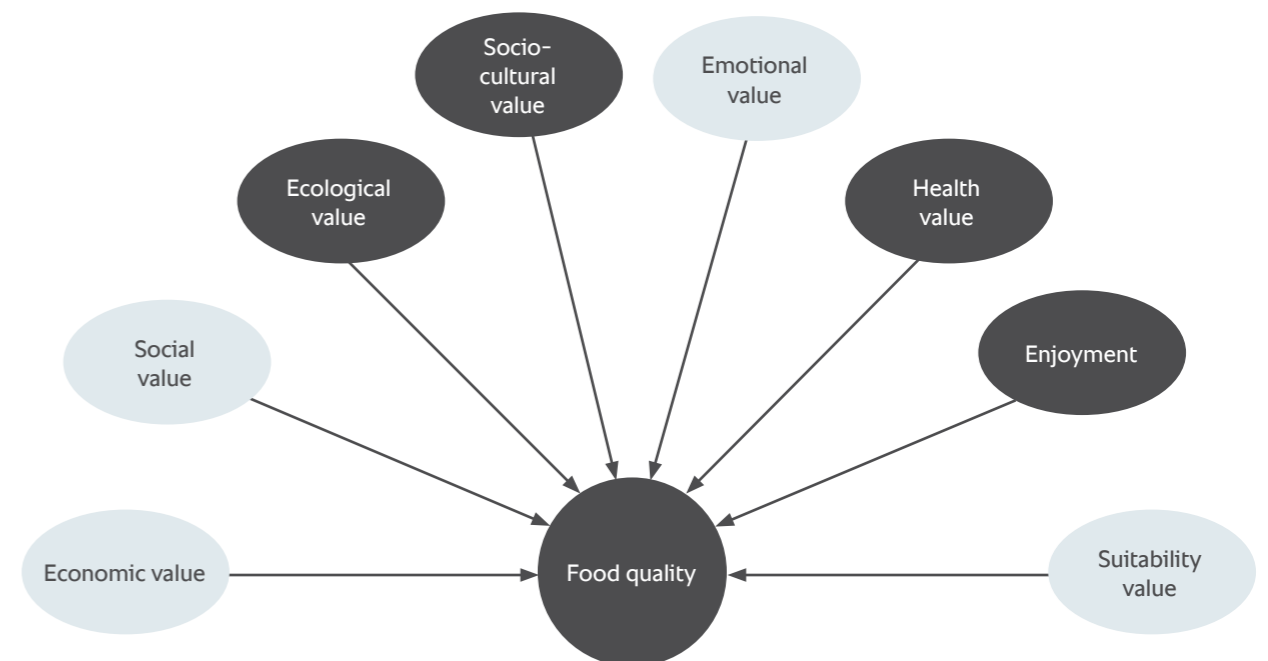 Socio-
cultural
value
Emotional
value
Ecological
value
Health
value
Social
value
Enjoyment
Economic value
Food quality
Suitability
value